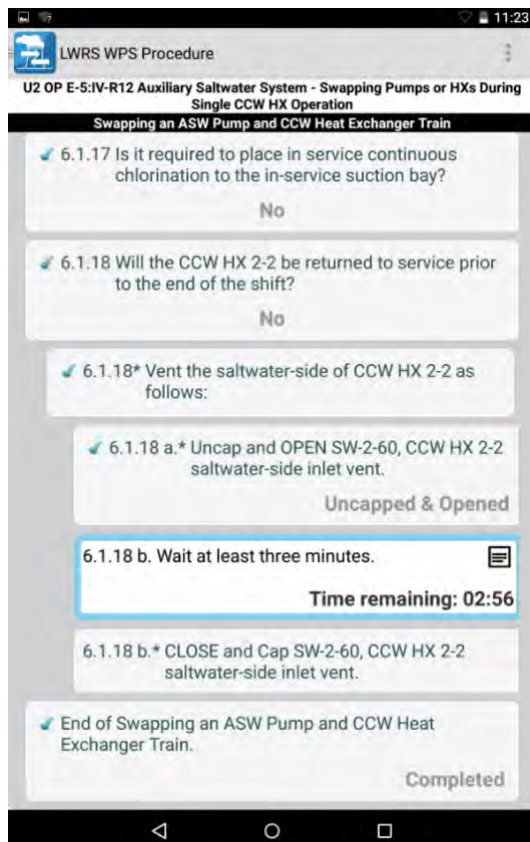 11:23
LWRS WPS Procedure
U2 OP E-5:IV-R12 Auxiliary Saltwater System - Swapping Pumps or HXs During
Single CCW HX Operation
Swapping an ASW Pump and CCW Heat Exchanger Train
6.1.17 Is it required to place in service continuous
chlorination to the in-service suction bay?
No
6.1.18 Will the CCW HX 2-2 be returned to service prior
to the end of the shift?
No
6.1.18* Vent the saltwater-side of CCW HX 2-2 as
follows:
6.1.18 a.* Uncap and OPEN SW-2-60, CCW HX 2-2
saltwater-side inlet vent.
Uncapped & Opened
6.1.18 b. Wait at least three minutes.
Time remaining: 02:56
6.1.18 b.* CLOSE and Cap SW-2-60, CCW HX 2-2
saltwater-side inlet vent.
End of Swapping an ASW Pump and CCW Heat
Exchanger Train.
Completed